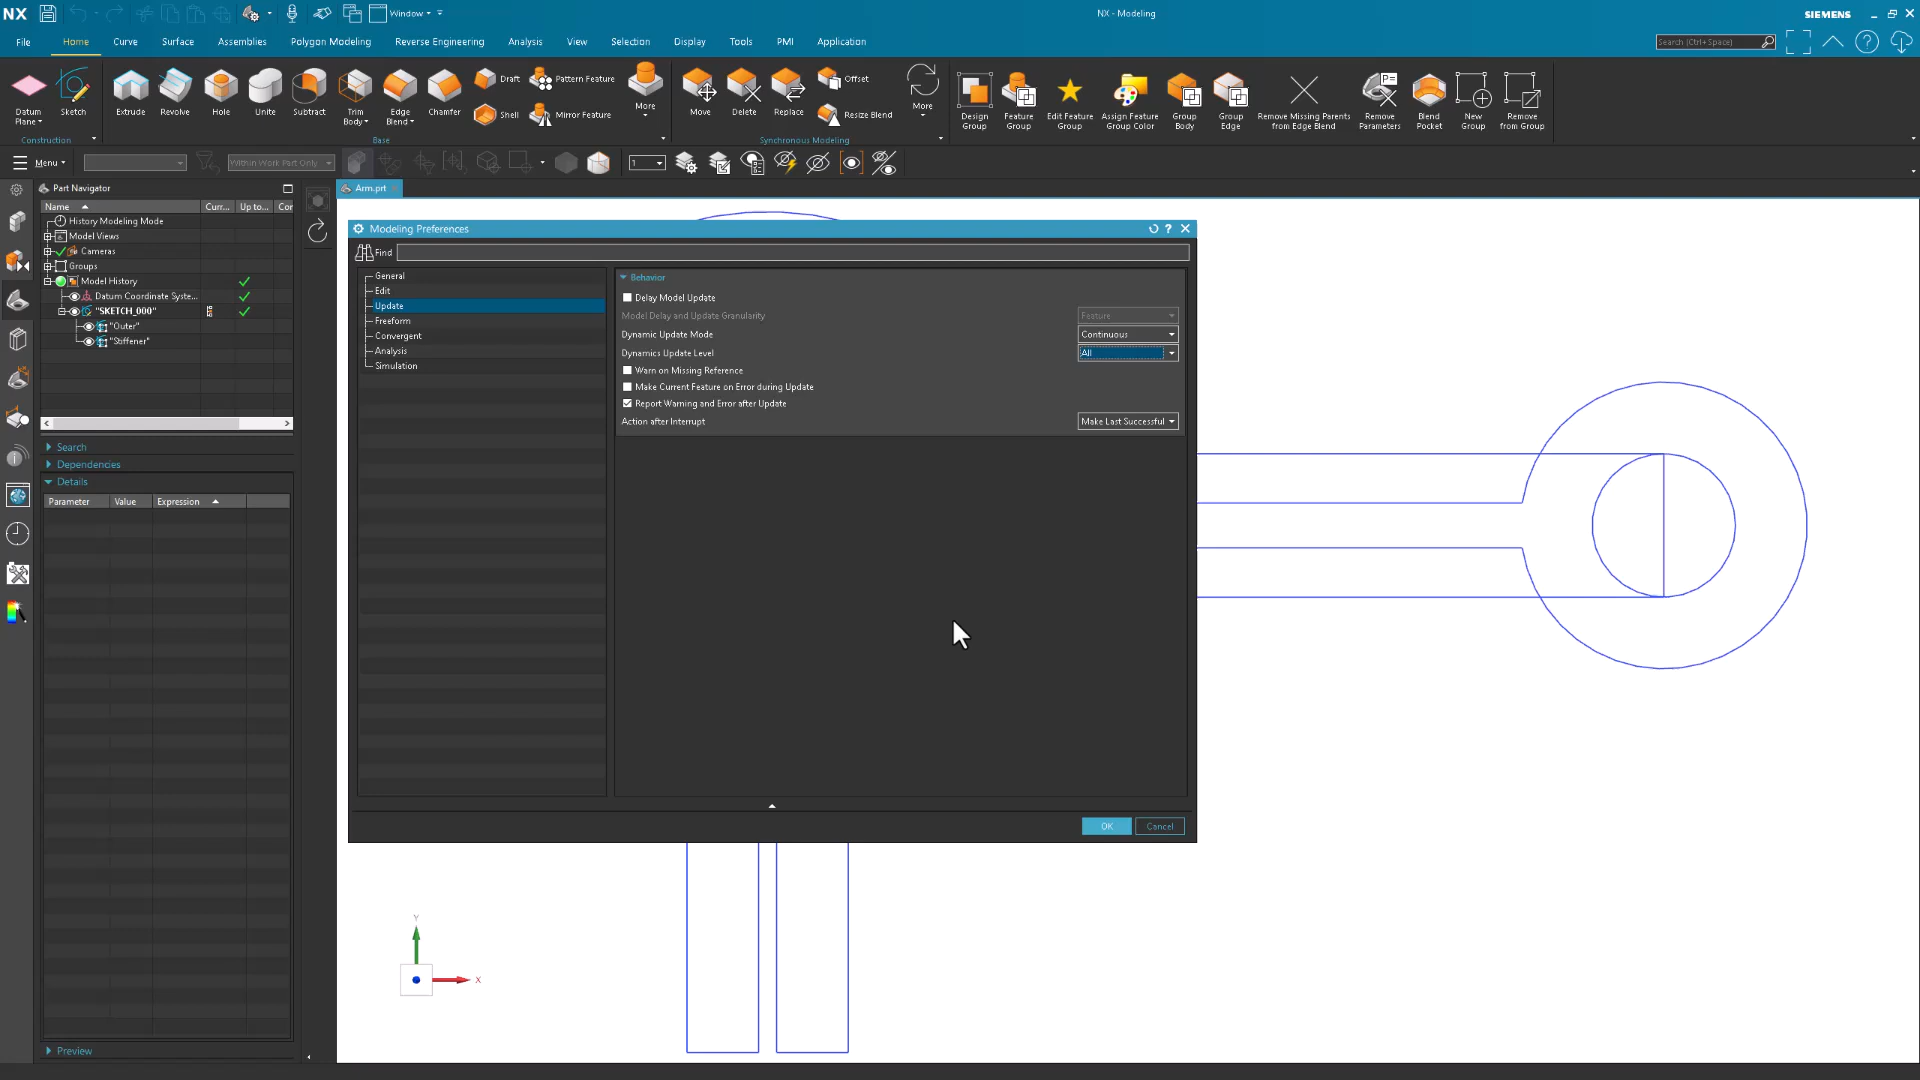 NX
Window
NX - Modeling
SIEMENS
File
Home
Curve
Surface
Assemblies
Polygon Modeling
Reverse Engineering
Analysis
View
Selection
Display
Tools
PMI
Application
Search (Ctrl+Space)
Datum
Plane
Sketch
Extrude
Revolve
Hole
Unite
Subtract
Trim
Body
Edge
Blend
Chamfer
Draft
Shell
Pattern Feature
Mirror Feature
More
Move
Delete
Replace
Offset
Resize Blend
More
Design
Group
Feature
Group
Edit Feature
Group
Assign Feature
Group Color
Group
Body
Group
Edge
Remove Missing Parents
from Edge Blend
Remove
Parameters
Blend
Pocket
New
Group
Remove
from Group
Construction
Base
Synchronous Modeling
Menu
Within Work Part Only
1
Part Navigator
Arm.prt
Name
Curr...
Up to...
Cor
History Modeling Mode
Model Views
Cameras
Groups
Model History
Datum Coordinate Syste...
"SKETCH_000"
"Outer"
"Stiffener"
Search
Dependencies
Details
Parameter
Value
Expression
Preview
Modeling Preferences
Find
General
Edit
Update
Freeform
Convergent
Analysis
Simulation
Behavior
Delay Model Update
Model Delay and Update Granularity
Feature
Dynamic Update Mode
Continuous
Dynamics Update Level
All
Warn on Missing Reference
Make Current Feature on Error during Update
Report Warning and Error after Update
Action after Interrupt
Make Last Successful
OK
Cancel
Y
X